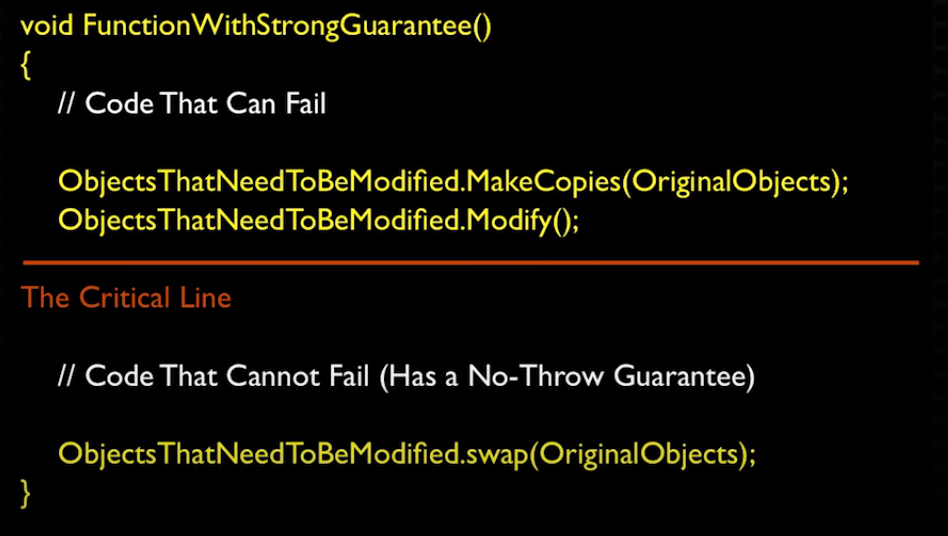 void FunctionWithStrongGuarantee()
{
// Code That Can Fail
ObjectsThatNeedToBeModified.MakeCopies(OriginalObjects);
ObjectsThatNeedToBeModified.Modify();
The Critical Line
// Code That Cannot Fail (Has a No-Throw Guarantee)
ObjectsThatNeedToBeModified.swap(OriginalObjects);
}